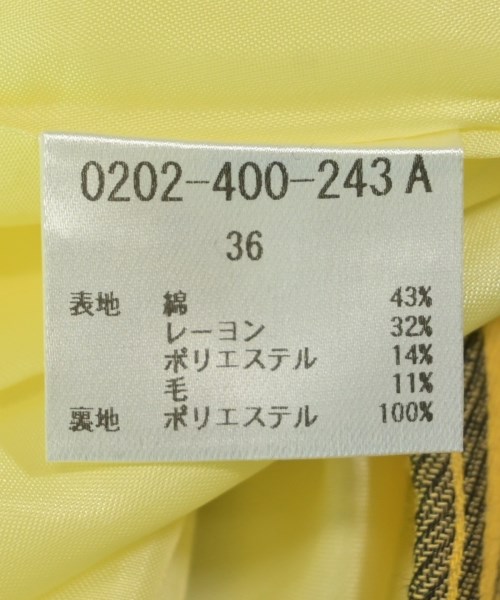 0202-400-243 A
36
表地 綿 43%
レーヨン 32%
ポリエステル 14%
毛 11%
裏地 ポリエステル 100%